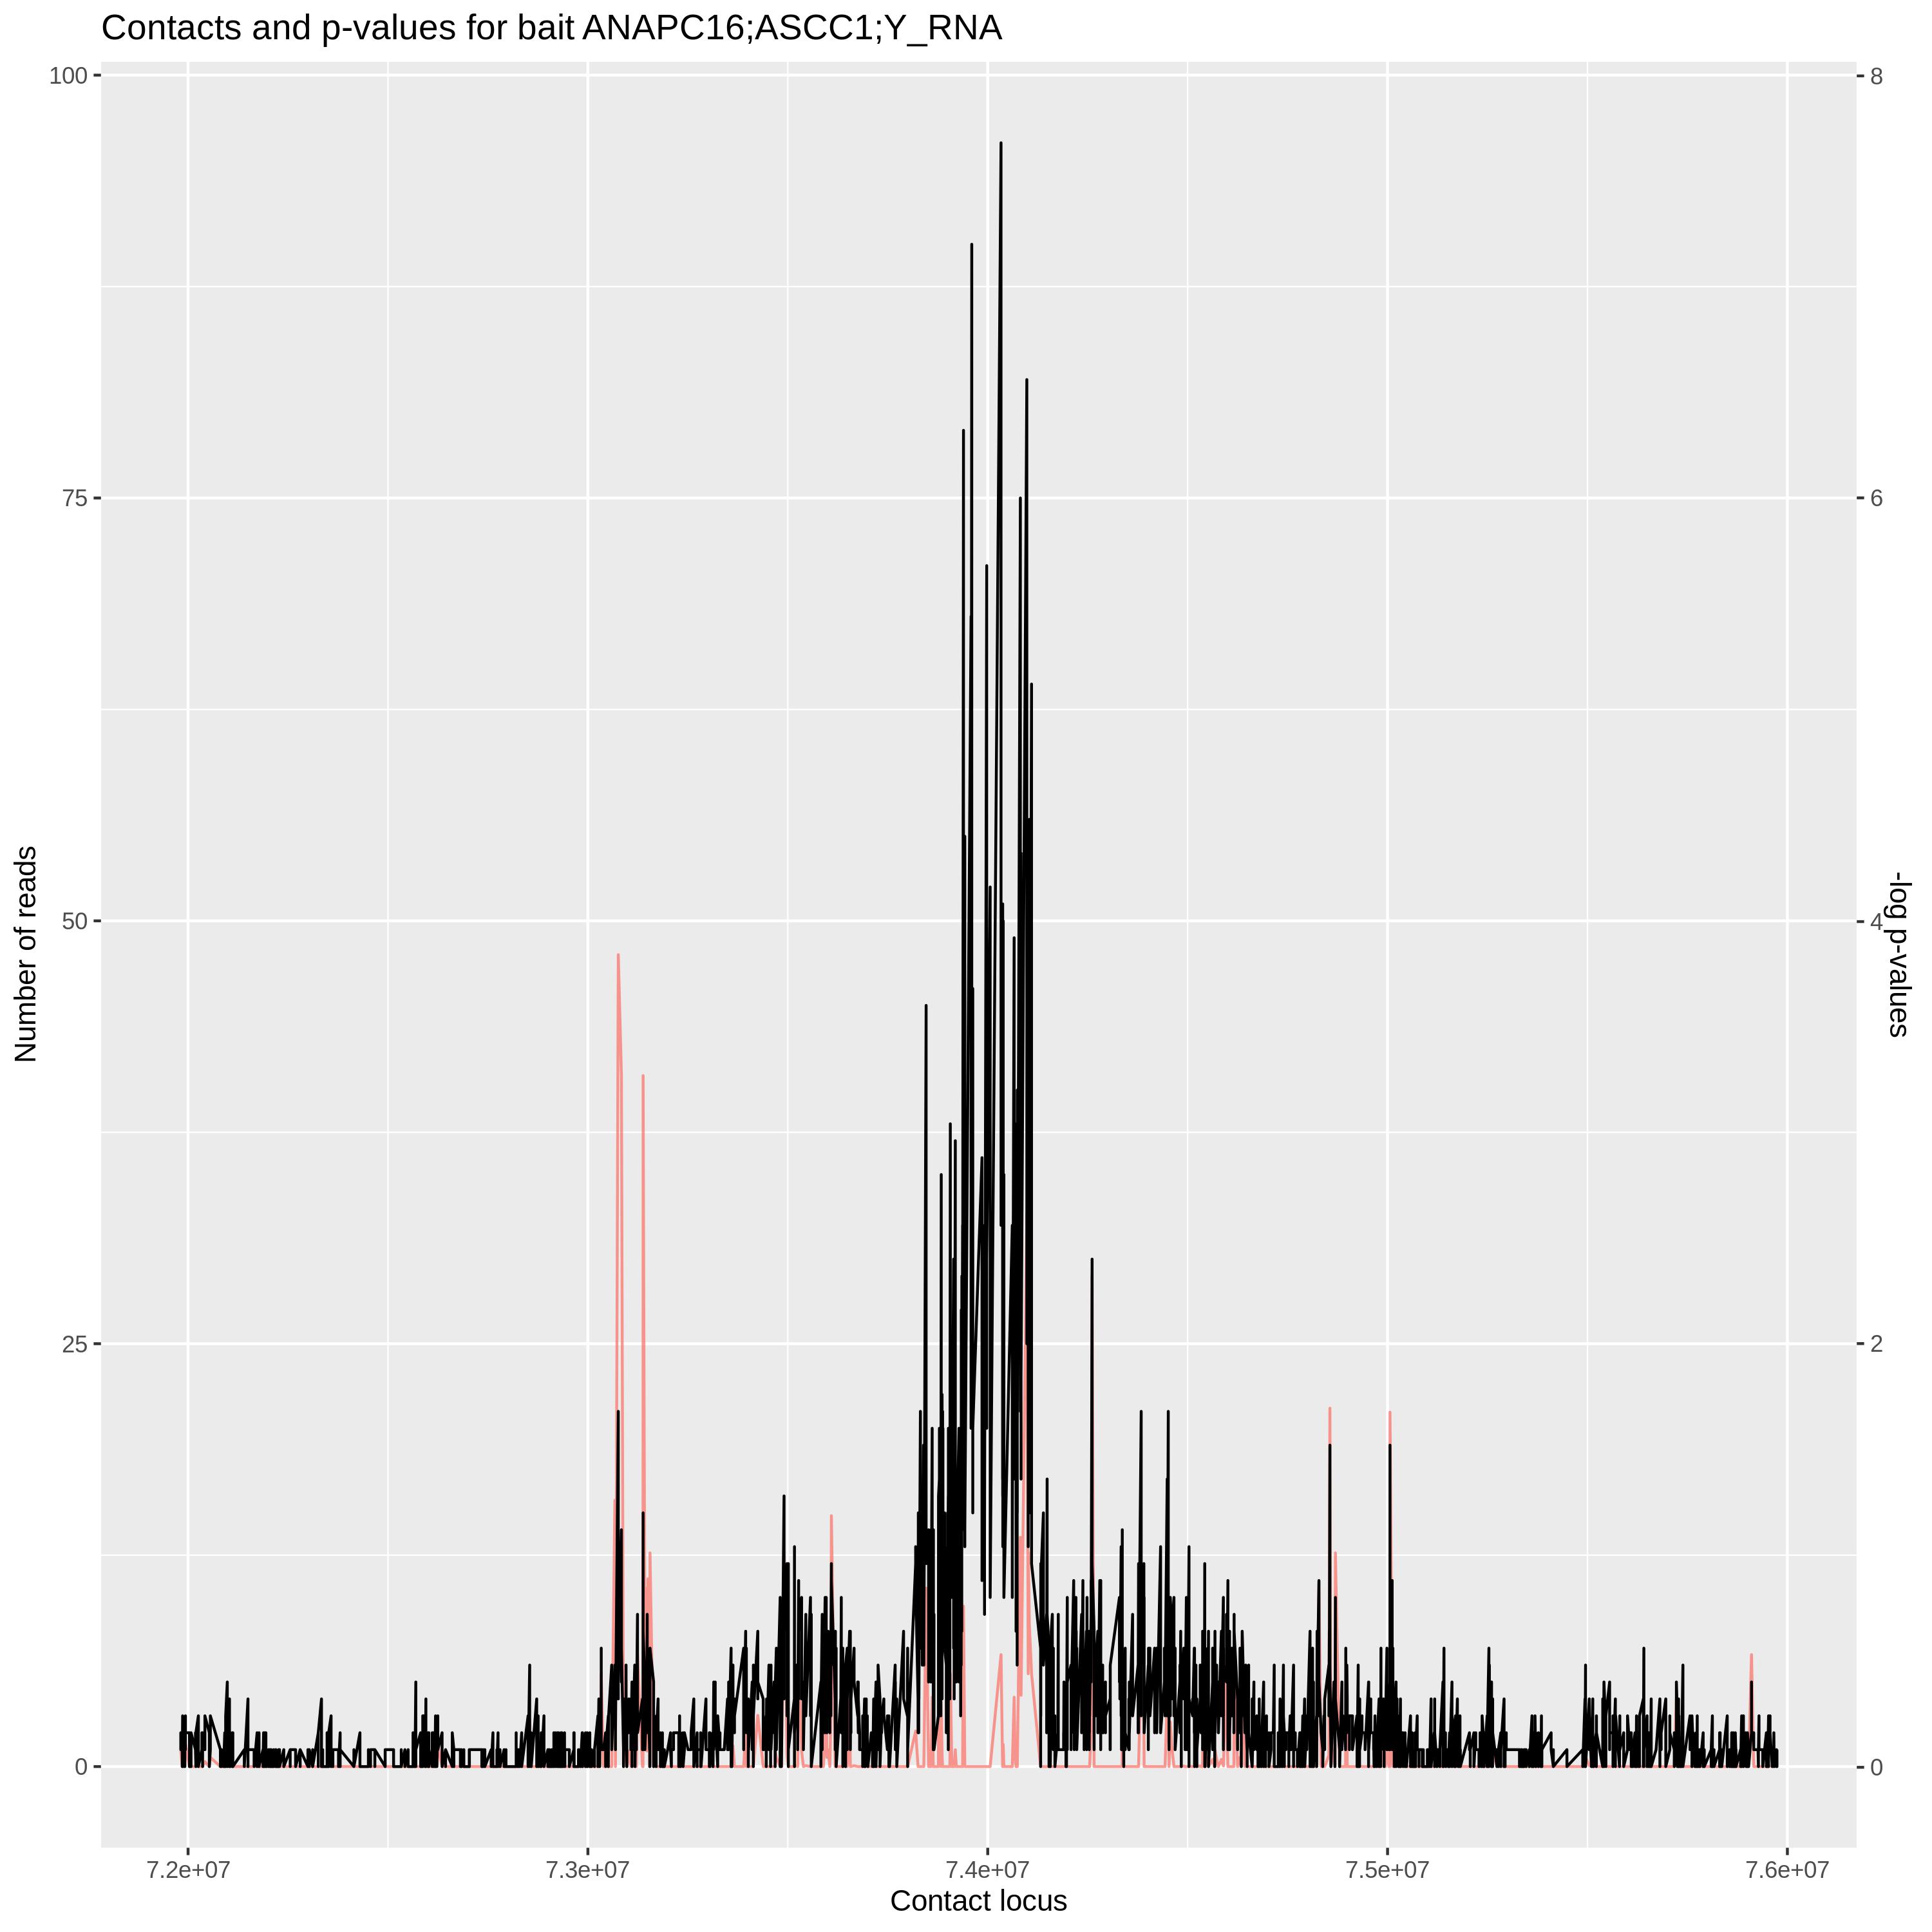 Contacts and p-values for bait ANAPC16;ASCC1;Y_RNA
100
75
50
25
0
Number of reads
8
6
4
2
0
-log p-values
7.2e+07
7.3e+07
7.4e+07
7.5e+07
7.6e+07
Contact locus